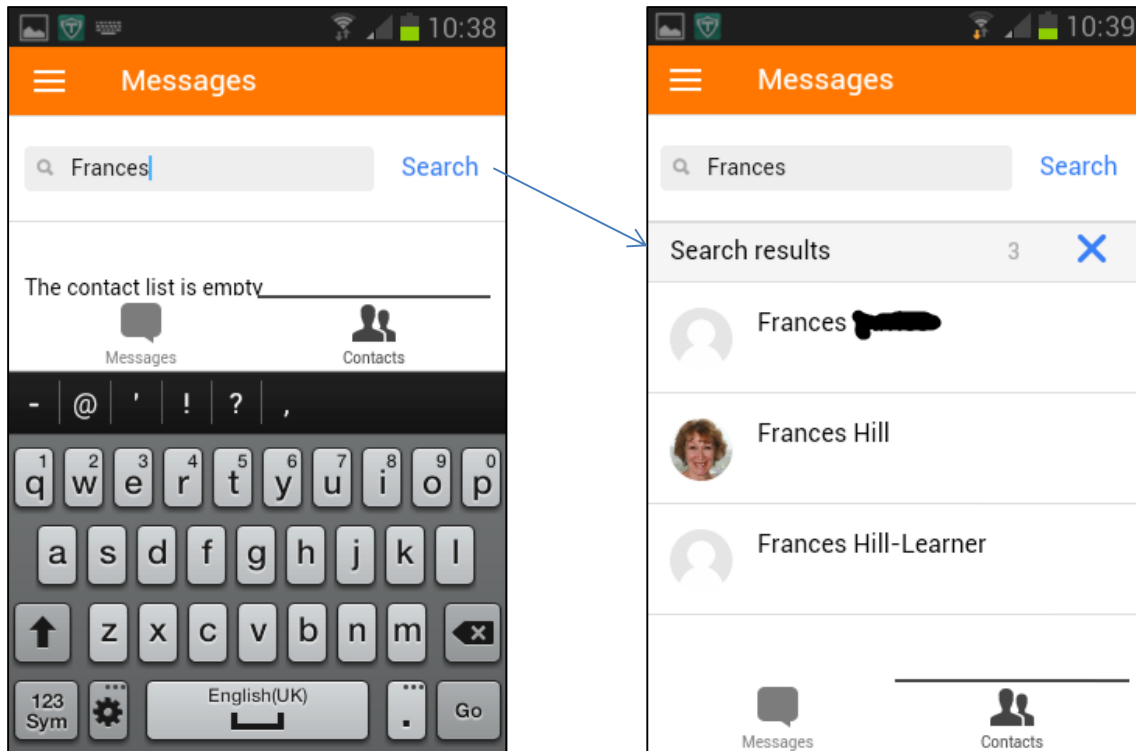 10:38
Messages
Frances
Search
The contact list is empty
Messages
Contacts
- @ ' ! ? ,
1 2 3 4 5 6 7 8 9 0
q w e r t y u i o p
a s d f g h j k l
z x c v b n m
123
Sym
English(UK)
.
Go
10:39
Messages
Frances
Search
Search results
3
Frances
Frances Hill
Frances Hill-Learner
Messages
Contacts